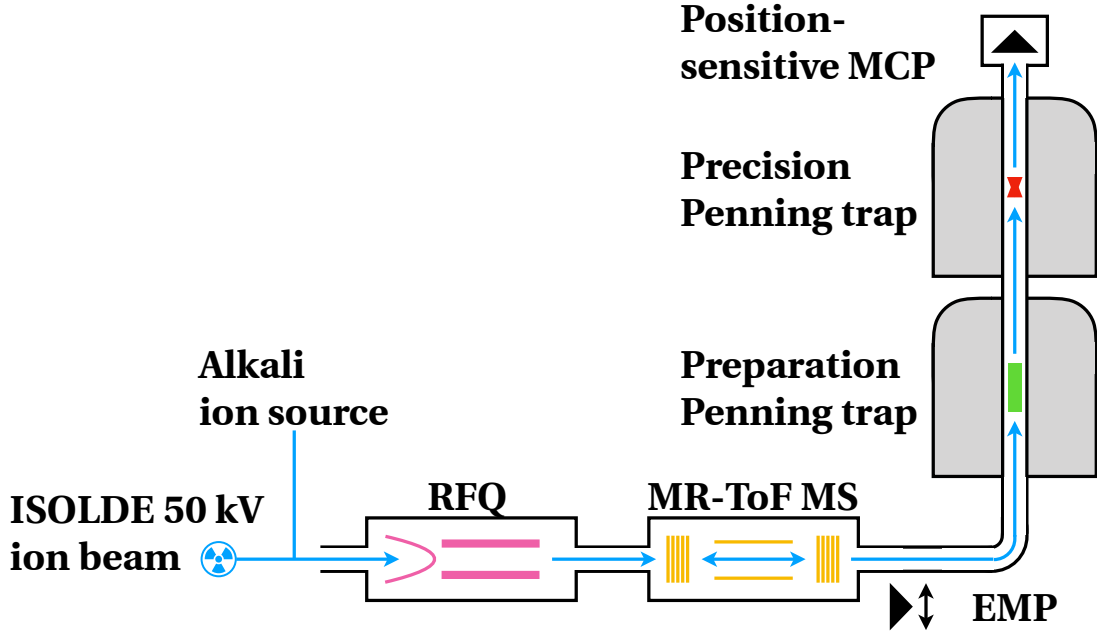 Position-
sensitive MCP
Precision
Penning trap
Preparation
Penning trap
Alkali
ion source
ISOLDE 50 kV
ion beam
RFQ
MR-ToF MS
EMP